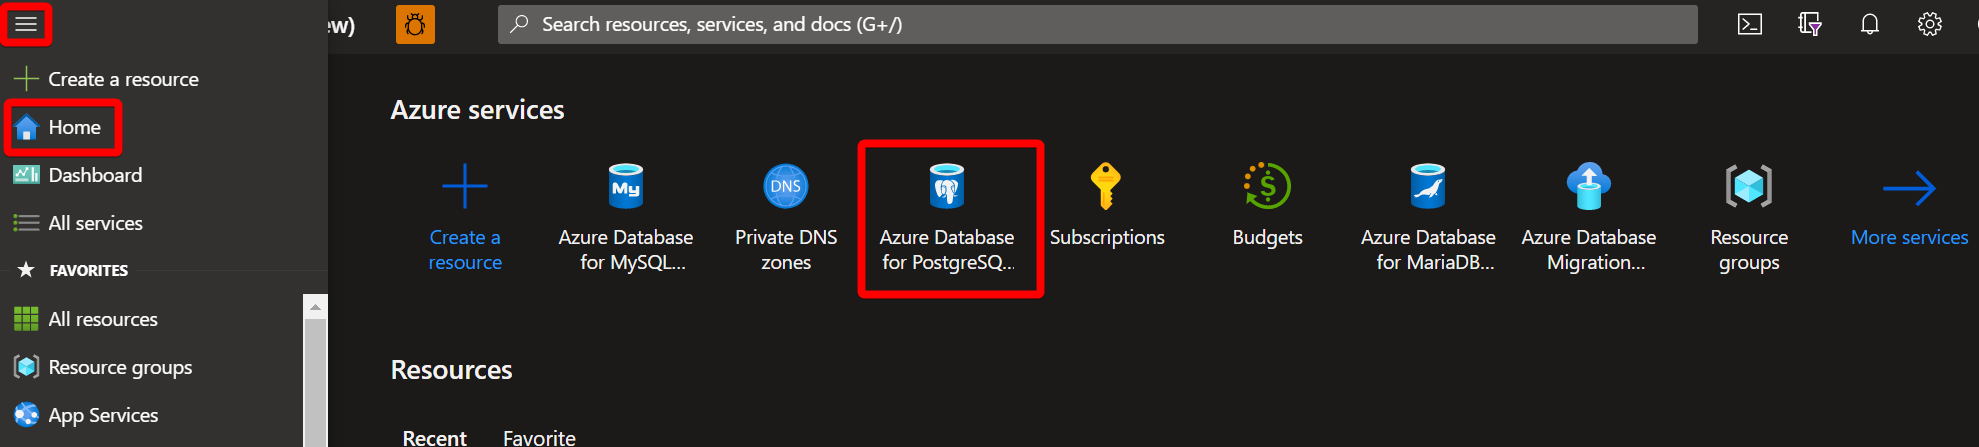 ew)
Search resources, services, and docs (G+/)
Create a resource
Home
Dashboard
All services
FAVORITES
All resources
Resource groups
App Services
Azure services
Create a
resource
My
Azure Database
for MySQL...
DNS
Private DNS
zones
Azure Database
for PostgreSQ...
Subscriptions
$
Budgets
Azure Database
for MariaDB...
Azure Database
Migration...
Resource
groups
More services
Resources
Recent
Favorite